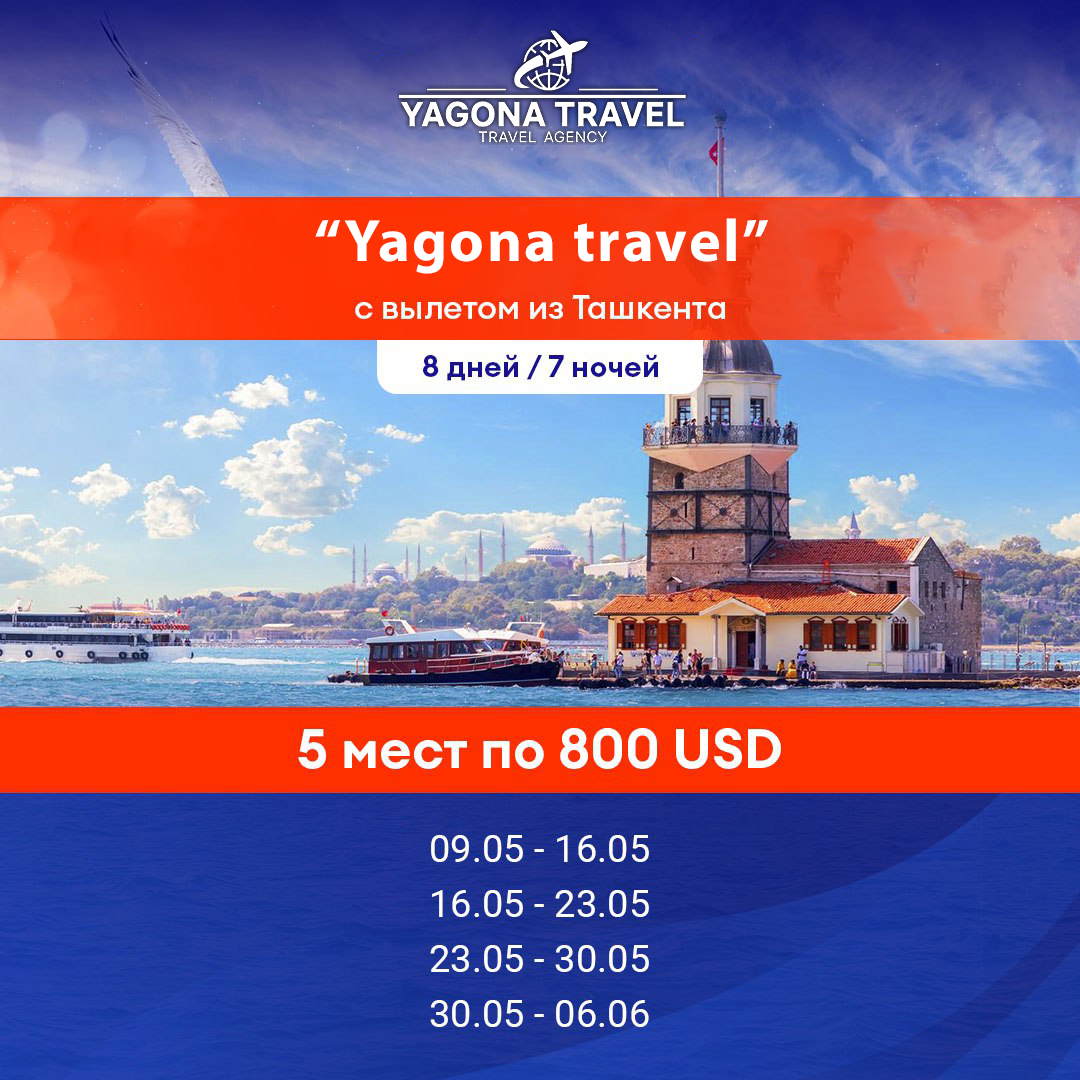 YAGONA TRAVEL
TRAVEL AGENCY
“Yagona travel”
с вылетом из Ташкента
8 дней / 7 ночей
5 мест по 800 USD
09.05 - 16.05
16.05 - 23.05
23.05 - 30.05
30.05 - 06.06